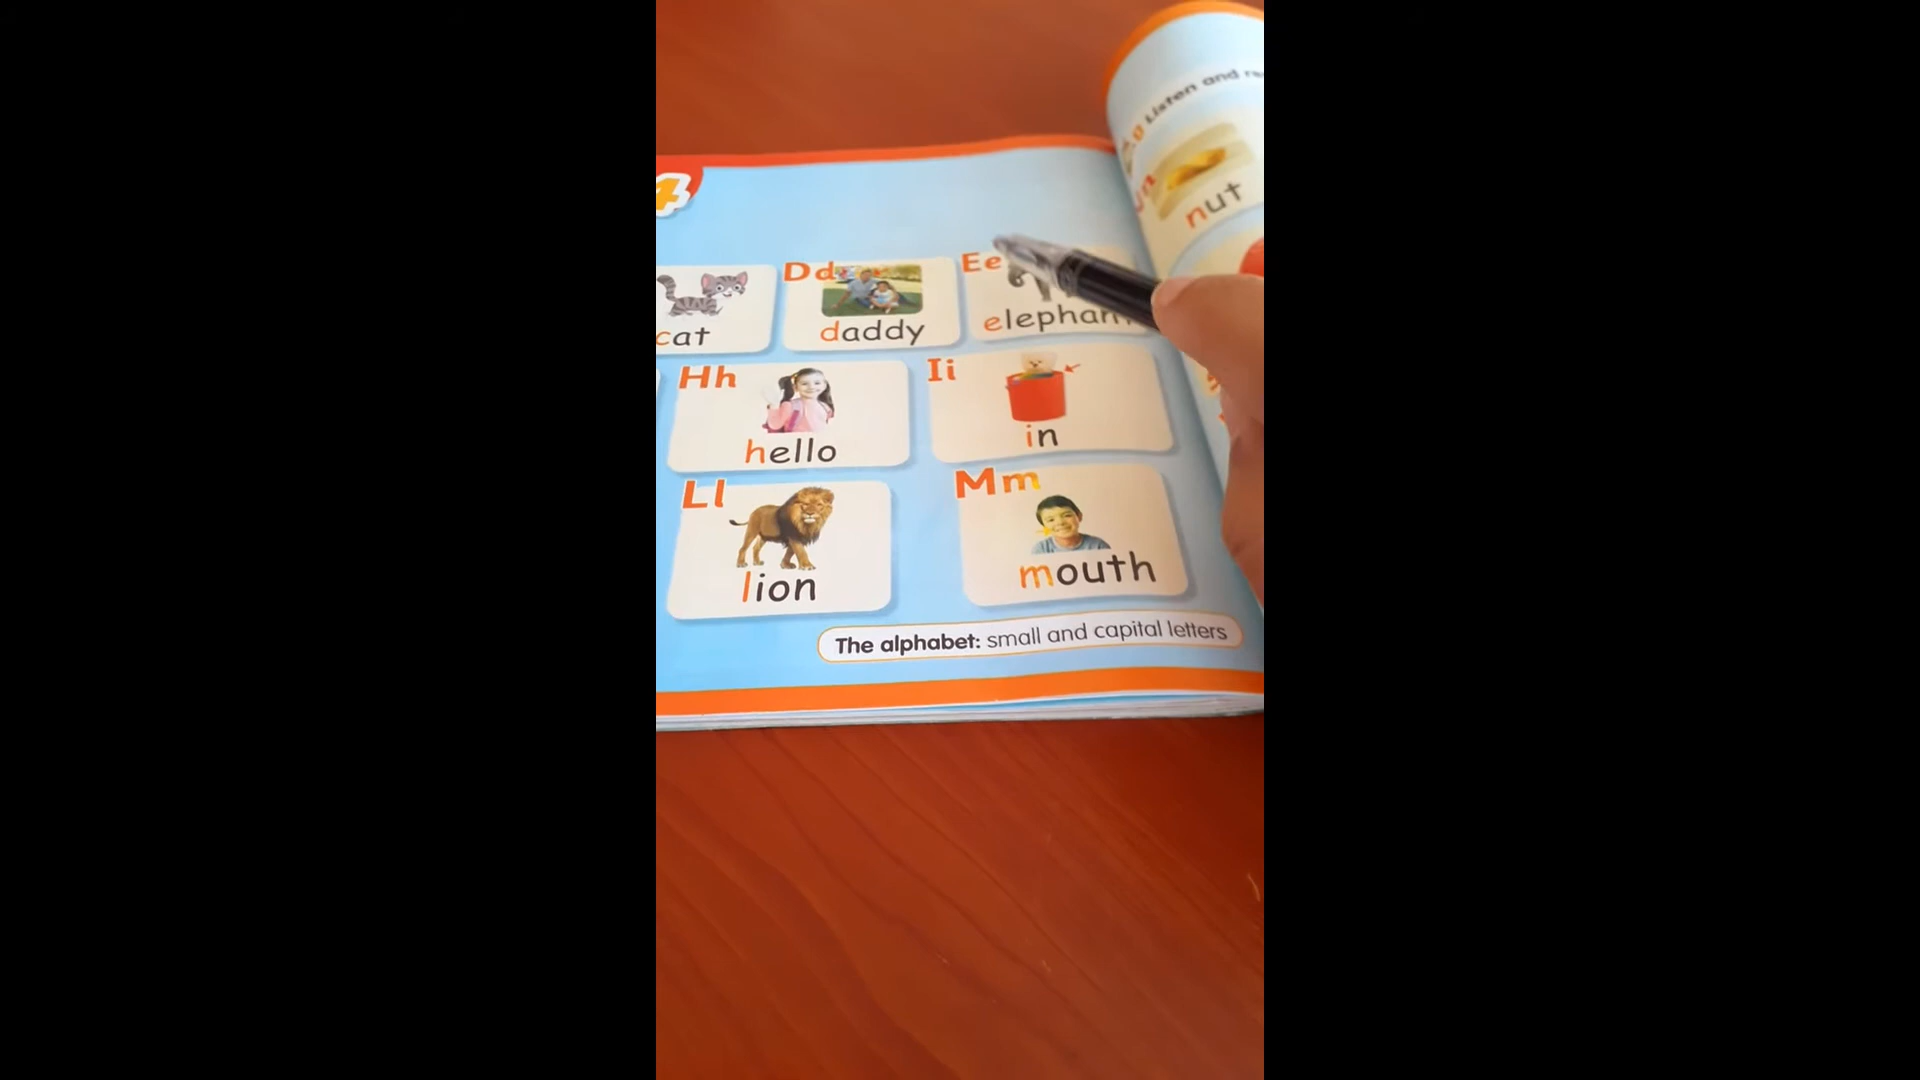 4
Dd
Ee
cat
daddy
Hh
Ii
hello
in
Ll
Mm
lion
mouth
The alphabet: small and capital letters
Listen and
nut